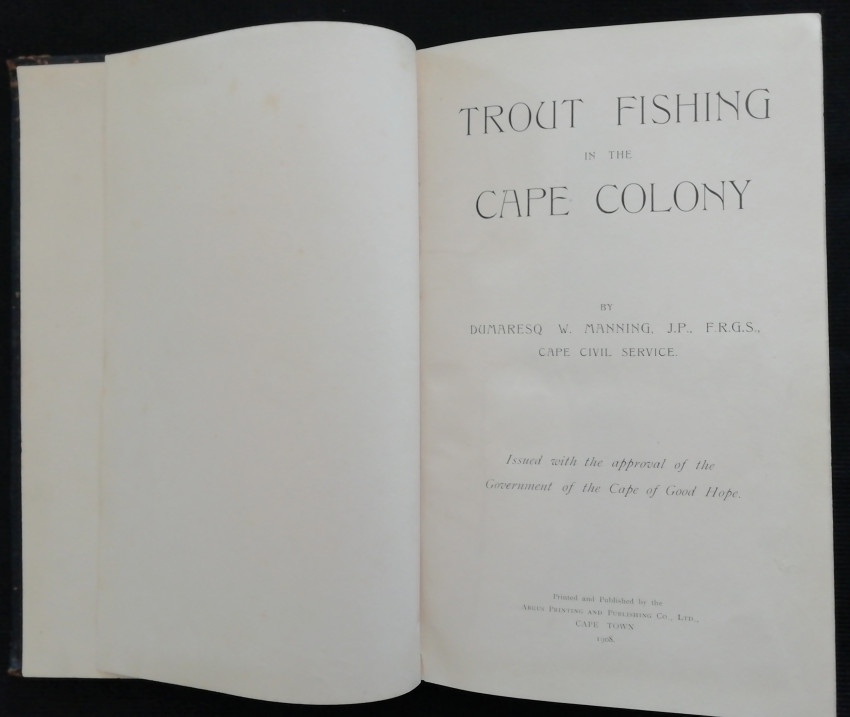 TROUT FISHING
IN THE
CAPE COLONY
BY
DUMARESQ W. MANNING, J.P., F.R.G.S.,
CAPE CIVIL SERVICE.
Issued with the approval of the
Government of the Cape of Good Hope.
Printed and Published by the
ARGUS PRINTING AND PUBLISHING CO., LTD.,
CAPE TOWN
1908.